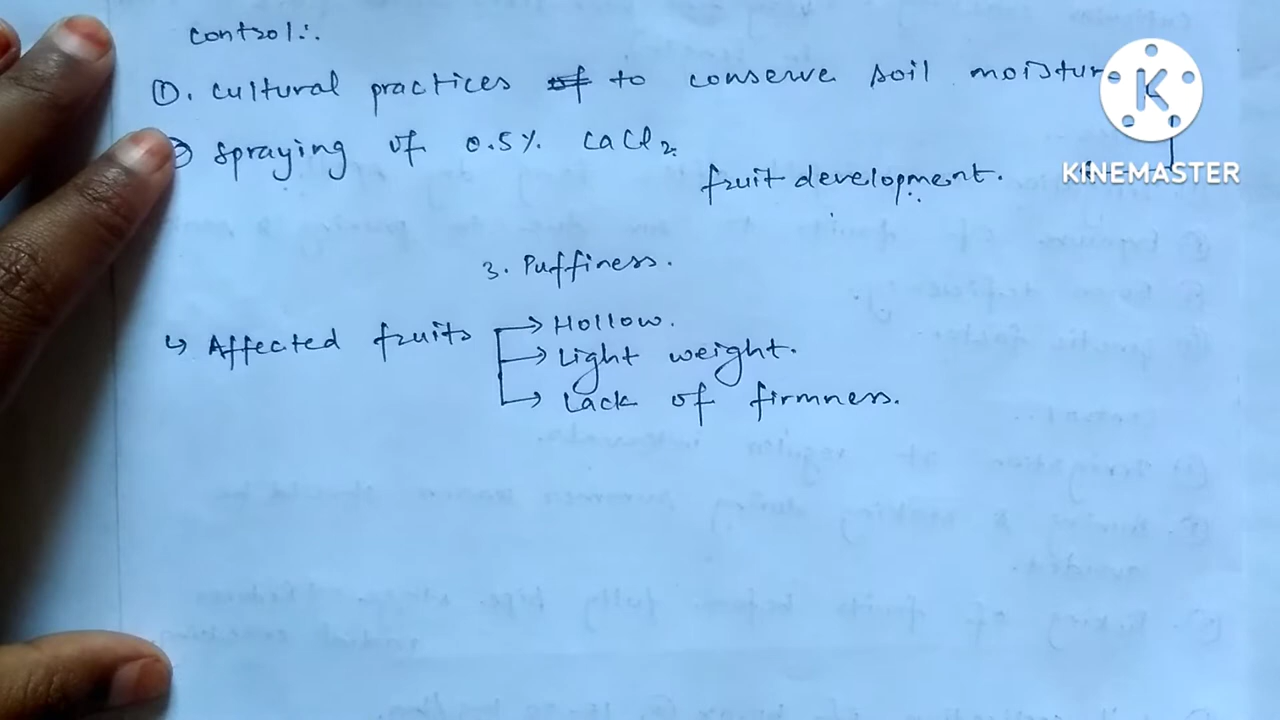 control:-
①. cultural practices to conserve soil moisture
② spraying of 0.5% CaCl2.
fruit development.
3. Puffiness.
↳ Affected fruits → Hollow.
→ Light weight.
→ Lack of firmness.
KINEMASTER